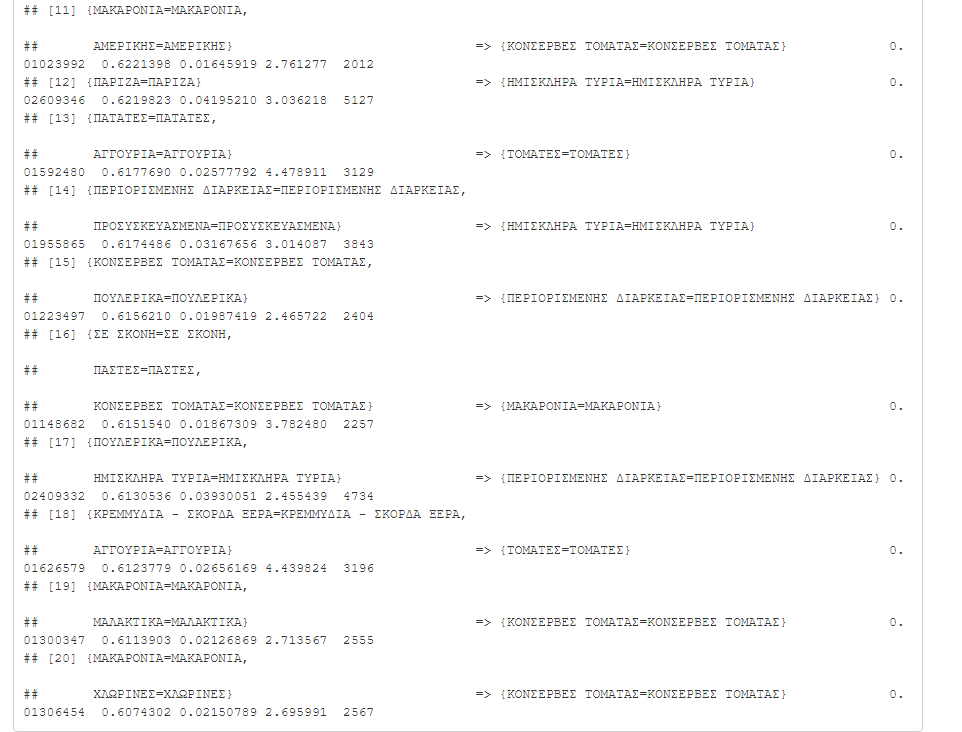 ## [11] {ΜΑΚΑΡΟΝΙΑ=ΜΑΚΑΡΟΝΙΑ,
## ΑΜΕΡΙΚΗΣ=ΑΜΕΡΙΚΗΣ} => {ΚΟΝΣΕΡΒΕΣ ΤΟΜΑΤΑΣ=ΚΟΝΣΕΡΒΕΣ ΤΟΜΑΤΑΣ} 0.
01023992 0.6221398 0.01645919 2.761277 2012
## [12] {ΠΑΡΙΖΑ=ΠΑΡΙΖΑ} => {ΗΜΙΣΚΛΗΡΑ ΤΥΡΙΑ=ΗΜΙΣΚΛΗΡΑ ΤΥΡΙΑ} 0.
02609346 0.6219823 0.04195210 3.036218 5127
## [13] {ΠΑΤΑΤΕΣ=ΠΑΤΑΤΕΣ,
## ΑΓΓΟΥΡΙΑ=ΑΓΓΟΥΡΙΑ} => {ΤΟΜΑΤΕΣ=ΤΟΜΑΤΕΣ} 0.
01592480 0.6177690 0.02577792 4.478911 3129
## [14] {ΠΕΡΙΟΡΙΣΜΕΝΗΣ ΔΙΑΡΚΕΙΑΣ=ΠΕΡΙΟΡΙΣΜΕΝΗΣ ΔΙΑΡΚΕΙΑΣ,
## ΠΡΟΣΥΣΚΕΥΑΣΜΕΝΑ=ΠΡΟΣΥΣΚΕΥΑΣΜΕΝΑ} => {ΗΜΙΣΚΛΗΡΑ ΤΥΡΙΑ=ΗΜΙΣΚΛΗΡΑ ΤΥΡΙΑ} 0.
01955865 0.6174486 0.03167656 3.014087 3843
## [15] {ΚΟΝΣΕΡΒΕΣ ΤΟΜΑΤΑΣ=ΚΟΝΣΕΡΒΕΣ ΤΟΜΑΤΑΣ,
## ΠΟΥΛΕΡΙΚΑ=ΠΟΥΛΕΡΙΚΑ} => {ΠΕΡΙΟΡΙΣΜΕΝΗΣ ΔΙΑΡΚΕΙΑΣ=ΠΕΡΙΟΡΙΣΜΕΝΗΣ ΔΙΑΡΚΕΙΑΣ} 0.
01223497 0.6156210 0.01987419 2.465722 2404
## [16] {ΣΕ ΣΚΟΝΗ=ΣΕ ΣΚΟΝΗ,
## ΠΑΣΤΕΣ=ΠΑΣΤΕΣ,
## ΚΟΝΣΕΡΒΕΣ ΤΟΜΑΤΑΣ=ΚΟΝΣΕΡΒΕΣ ΤΟΜΑΤΑΣ} => {ΜΑΚΑΡΟΝΙΑ=ΜΑΚΑΡΟΝΙΑ} 0.
01148682 0.6151540 0.01867309 3.782480 2257
## [17] {ΠΟΥΛΕΡΙΚΑ=ΠΟΥΛΕΡΙΚΑ,
## ΗΜΙΣΚΛΗΡΑ ΤΥΡΙΑ=ΗΜΙΣΚΛΗΡΑ ΤΥΡΙΑ} => {ΠΕΡΙΟΡΙΣΜΕΝΗΣ ΔΙΑΡΚΕΙΑΣ=ΠΕΡΙΟΡΙΣΜΕΝΗΣ ΔΙΑΡΚΕΙΑΣ} 0.
02409332 0.6130536 0.03930051 2.455439 4734
## [18] {ΚΡΕΜΜΥΔΙΑ - ΣΚΟΡΔΑ ΞΕΡΑ=ΚΡΕΜΜΥΔΙΑ - ΣΚΟΡΔΑ ΞΕΡΑ,
## ΑΓΓΟΥΡΙΑ=ΑΓΓΟΥΡΙΑ} => {ΤΟΜΑΤΕΣ=ΤΟΜΑΤΕΣ} 0.
01626579 0.6123779 0.02656169 4.439824 3196
## [19] {ΜΑΚΑΡΟΝΙΑ=ΜΑΚΑΡΟΝΙΑ,
## ΜΑΛΑΚΤΙΚΑ=ΜΑΛΑΚΤΙΚΑ} => {ΚΟΝΣΕΡΒΕΣ ΤΟΜΑΤΑΣ=ΚΟΝΣΕΡΒΕΣ ΤΟΜΑΤΑΣ} 0.
01300347 0.6113903 0.02126869 2.713567 2555
## [20] {ΜΑΚΑΡΟΝΙΑ=ΜΑΚΑΡΟΝΙΑ,
## ΧΛΩΡΙΝΕΣ=ΧΛΩΡΙΝΕΣ} => {ΚΟΝΣΕΡΒΕΣ ΤΟΜΑΤΑΣ=ΚΟΝΣΕΡΒΕΣ ΤΟΜΑΤΑΣ} 0.
01306454 0.6074302 0.02150789 2.695991 2567